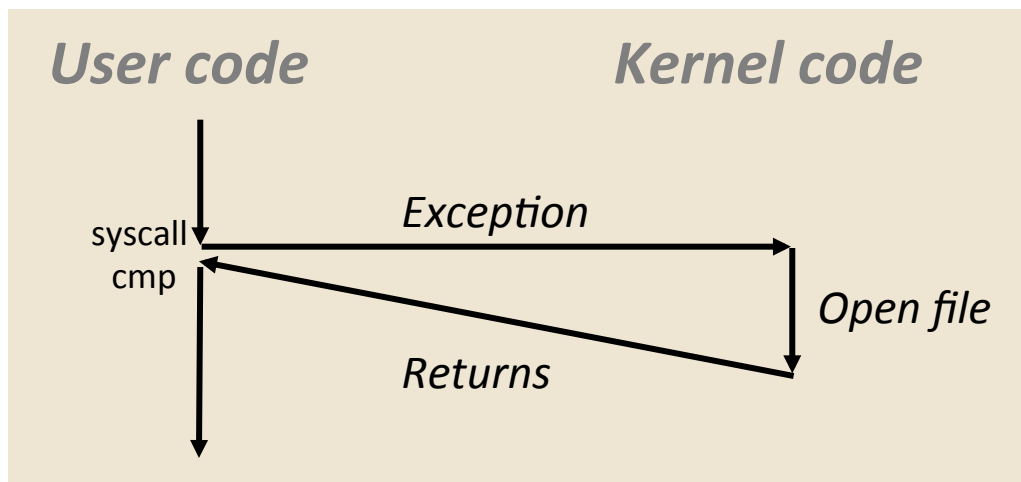 User code
Kernel code
Exception
syscall
cmp
Open file
Returns